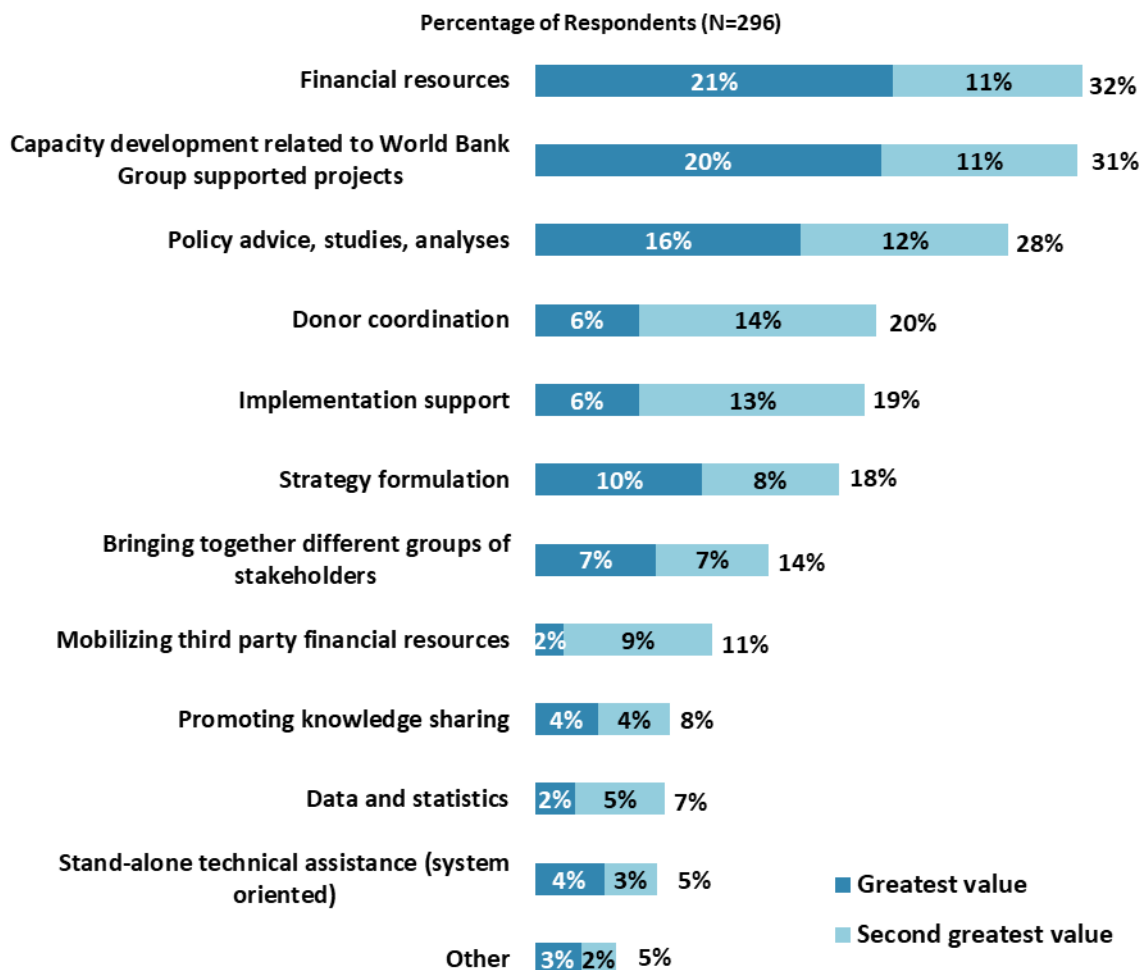 Percentage of Respondents (N=296)
Financial resources
21% 11% 32%
Capacity development related to World Bank
Group supported projects
20% 11% 31%
Policy advice, studies, analyses
16% 12% 28%
Donor coordination
6% 14% 20%
Implementation support
6% 13% 19%
Strategy formulation
10% 8% 18%
Bringing together different groups of
stakeholders
7% 7% 14%
Mobilizing third party financial resources
2% 9% 11%
Promoting knowledge sharing
4% 4% 8%
Data and statistics
2% 5% 7%
Stand-alone technical assistance (system
oriented)
4% 3% 5%
Other
3% 2% 5%
Greatest value
Second greatest value